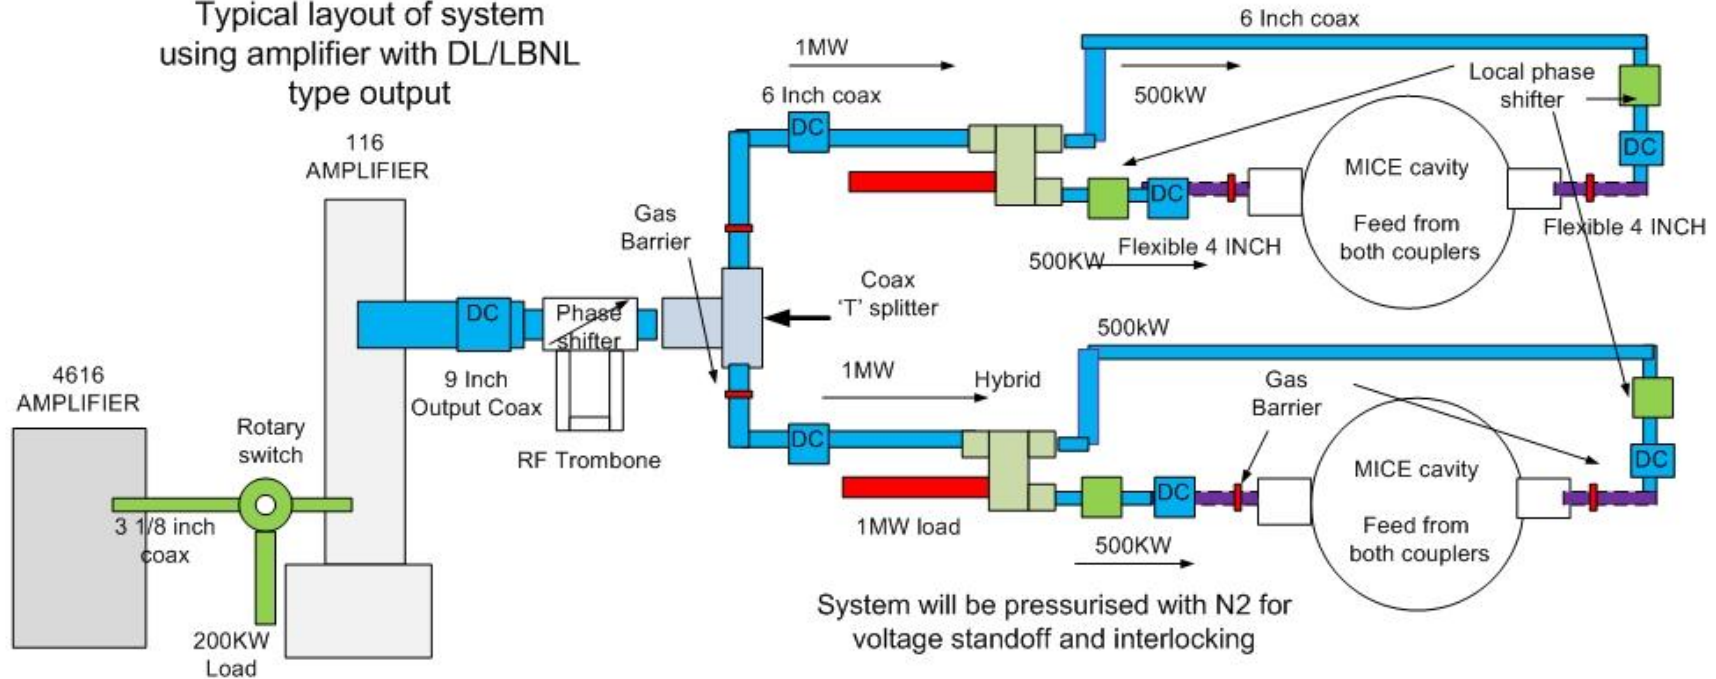 Typical layout of system
using amplifier with DL/LBNL
type output
116
AMPLIFIER
4616
AMPLIFIER
Rotary
switch
3 1/8 inch
coax
200KW
Load
DC
9 Inch
Output Coax
Phase
shifter
RF Trombone
Gas
Barrier
Coax
‘T’ splitter
1MW
6 Inch coax
DC
6 Inch coax
500kW
Local phase
shifter
DC
DC
MICE cavity
Feed from
both couplers
Flexible 4 INCH
Flexible 4 INCH
500KW
500kW
1MW
Hybrid
DC
Gas
Barrier
DC
DC
MICE cavity
Feed from
both couplers
1MW load
500KW
System will be pressurised with N2 for
voltage standoff and interlocking